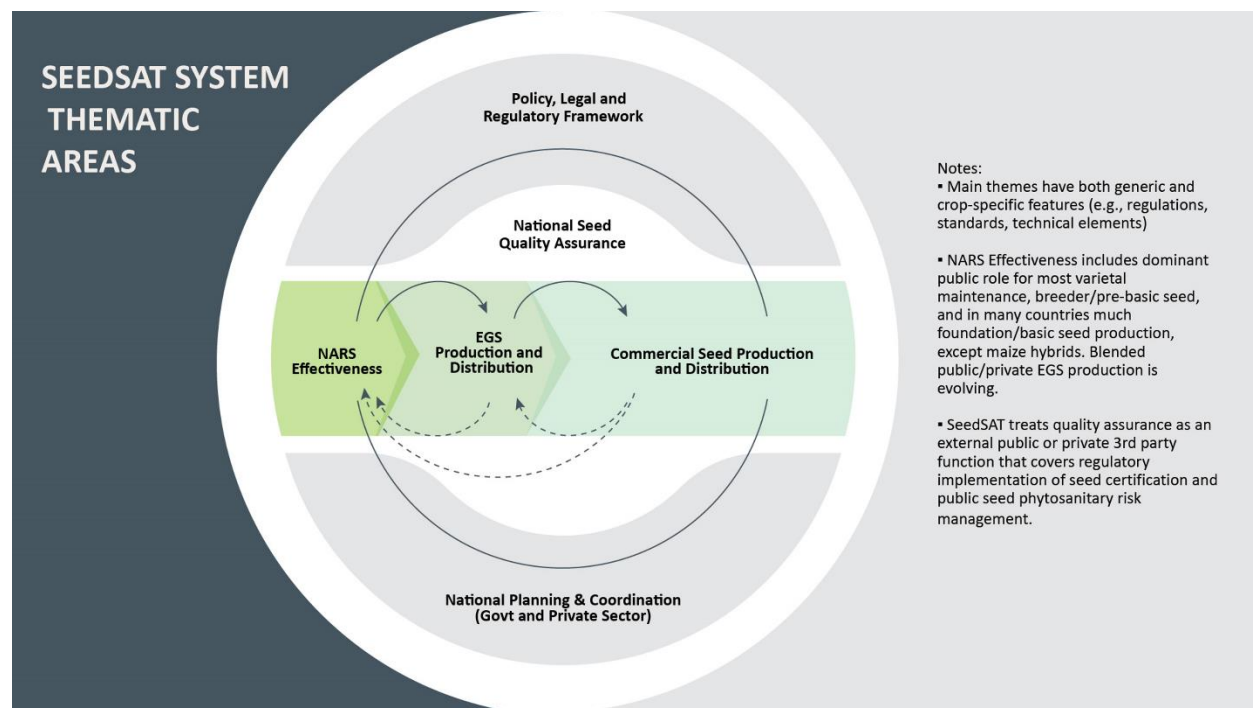 SEEDSAT SYSTEM
THEMATIC
AREAS
Policy, Legal and
Regulatory Framework
National Seed
Quality Assurance
NARS
Effectiveness
EGS
Production and
Distribution
Commercial Seed Production
and Distribution
National Planning & Coordination
(Govt and Private Sector)
Notes:
▪ Main themes have both generic and
crop-specific features (e.g., regulations,
standards, technical elements)
▪ NARS Effectiveness includes dominant
public role for most varietal
maintenance, breeder/pre-basic seed,
and in many countries much
foundation/basic seed production,
except maize hybrids. Blended
public/private EGS production is
evolving.
▪ SeedSAT treats quality assurance as an
external public or private 3rd party
function that covers regulatory
implementation of seed certification and
public seed phytosanitary risk
management.